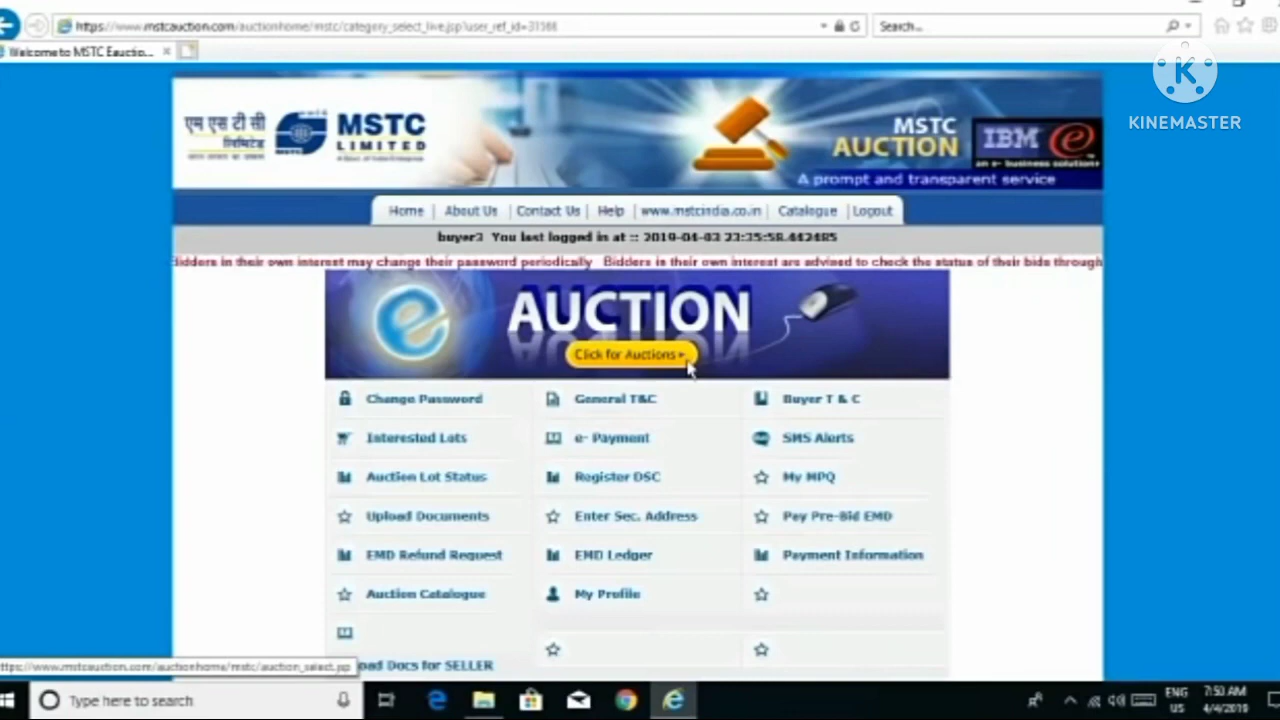 https://www.mstcauction.com/auctionhome/mstc/category_select_live.jsp?user_ref_id=31368
Search...
Welcome to MSTC Eauctio...
KINEMASTER
एम एस टी सी
लिमिटेड
MSTC
LIMITED
MSTC
AUCTION
IBM
e
an e- business solution
A prompt and transparent service
Home | About Us | Contact Us | Help | www.mstcindia.co.in | Catalogue | Logout
buyer3 You last logged in at :: 2019-04-03
Bidders in their own interest may change their password periodically Bidders in their own interest are advised to check the status of their bids through
e
AUCTION
Click for Auctions
Change Password General T&C Buyer T & C
Interested Lots e- Payment SMS Alerts
Auction Lot Status Register DSC My MPQ
Upload Documents Enter Sec. Address Pay Pre-Bid EMD
EMD Refund Request EMD Ledger Payment Information
Auction Catalogue My Profile
https://www.mstcauction.com/auctionhome/mstc/auction_select.jsp
oad Docs for SELLER
Type here to search
ENG
US
7:50 AM
4/4/2019